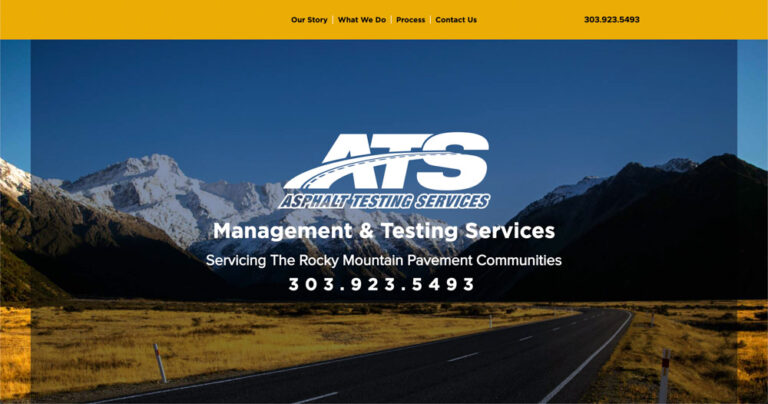 Our Story | What We Do | Process | Contact Us
303.923.5493
ATS
ASPHALT TESTING SERVICES
Management & Testing Services
Servicing The Rocky Mountain Pavement Communities
303.923.5493